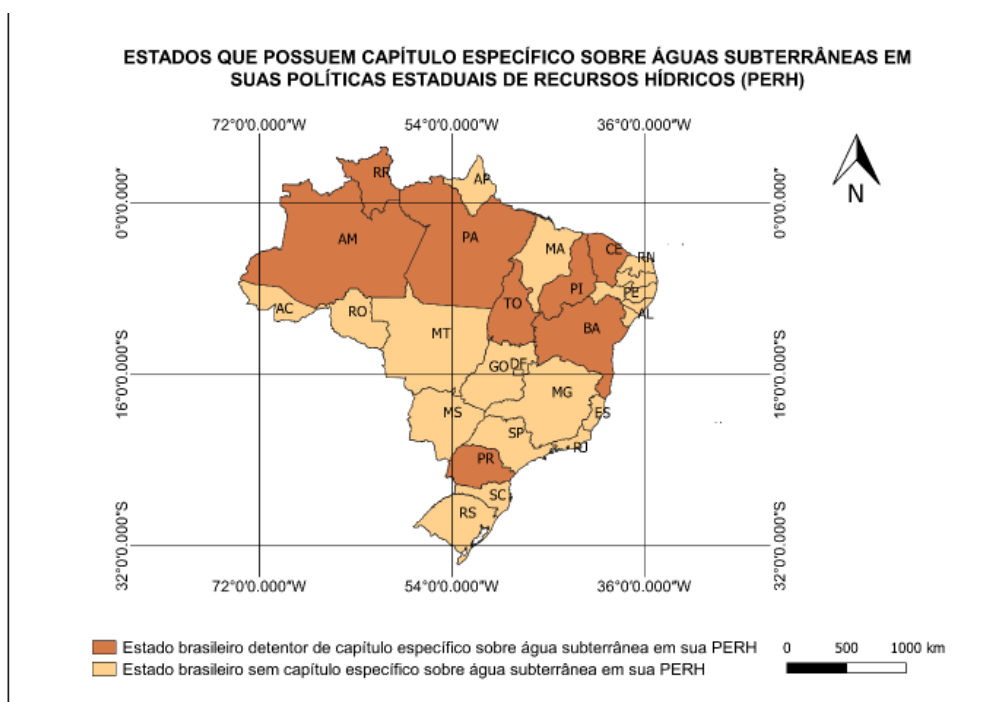 ESTADOS QUE POSSUEM CAPÍTULO ESPECÍFICO SOBRE ÁGUAS SUBTERRÂNEAS EM
SUAS POLÍTICAS ESTADUAIS DE RECURSOS HÍDRICOS (PERH)
72°0'0.000"W 54°0'0.000"W 36°0'0.000"W
N
0°0'0.000" 0°0'0.000"
RR AP
AM PA MA CE RN
PI PE
TO AL
AC RO BA
MT
GO DF
MG
MS ES
SP
RJ
PR
SC
RS
16°0'0.000"S 16°0'0.000"S
32°0'0.000"S 32°0'0.000"S
72°0'0.000"W 54°0'0.000"W 36°0'0.000"W
Estado brasileiro detentor de capítulo específico sobre água subterrânea em sua PERH
Estado brasileiro sem capítulo específico sobre água subterrânea em sua PERH
0 500 1000 km